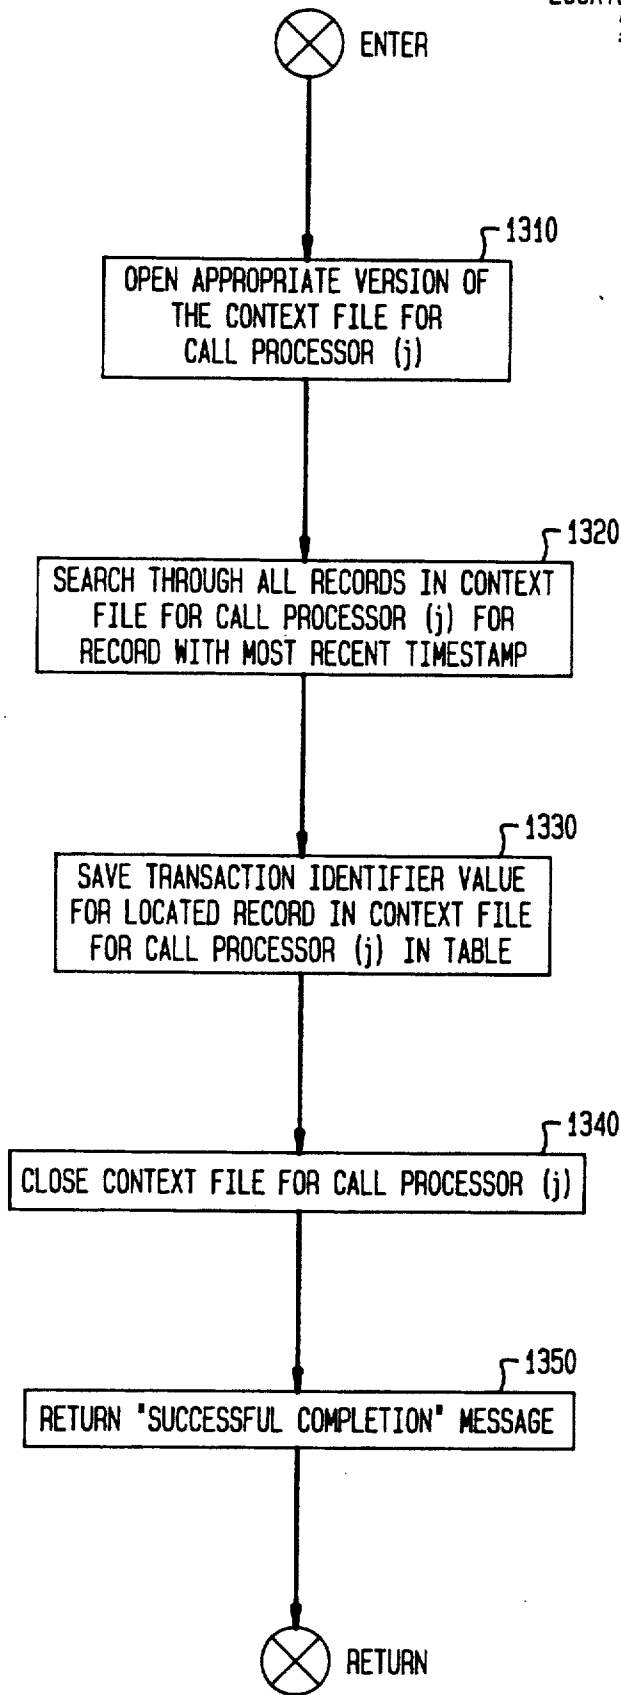 ENTER
1310
OPEN APPROPRIATE VERSION OF
THE CONTEXT FILE FOR
CALL PROCESSOR (j)
1320
SEARCH THROUGH ALL RECORDS IN CONTEXT
FILE FOR CALL PROCESSOR (j) FOR
RECORD WITH MOST RECENT TIMESTAMP
1330
SAVE TRANSACTION IDENTIFIER VALUE
FOR LOCATED RECORD IN CONTEXT FILE
FOR CALL PROCESSOR (j) IN TABLE
1340
CLOSE CONTEXT FILE FOR CALL PROCESSOR (j)
1350
RETURN "SUCCESSFUL COMPLETION" MESSAGE
RETURN